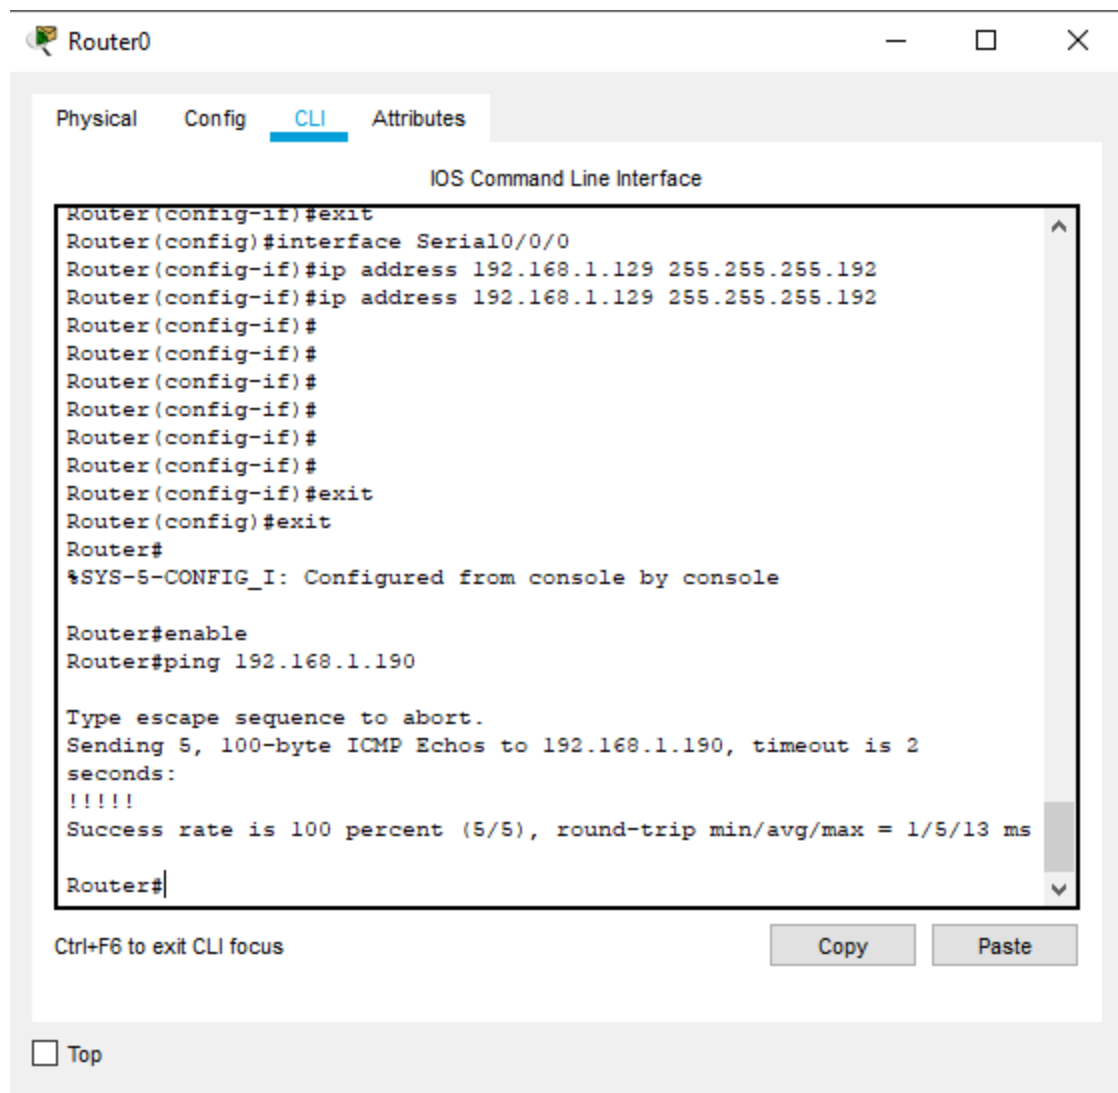 Router0
Physical Config CLI Attributes
IOS Command Line Interface
Router(config-if)#exit
Router(config)#interface Serial0/0/0
Router(config-if)#ip address 192.168.1.129 255.255.255.192
Router(config-if)#ip address 192.168.1.129 255.255.255.192
Router(config-if)#
Router(config-if)#
Router(config-if)#
Router(config-if)#
Router(config-if)#
Router(config-if)#
Router(config-if)#exit
Router(config)#exit
Router#
%SYS-5-CONFIG_I: Configured from console by console
Router#enable
Router#ping 192.168.1.190
Type escape sequence to abort.
Sending 5, 100-byte ICMP Echos to 192.168.1.190, timeout is 2
seconds:
!!!!!
Success rate is 100 percent (5/5), round-trip min/avg/max = 1/5/13 ms
Router#
Ctrl+F6 to exit CLI focus
Copy Paste
Top